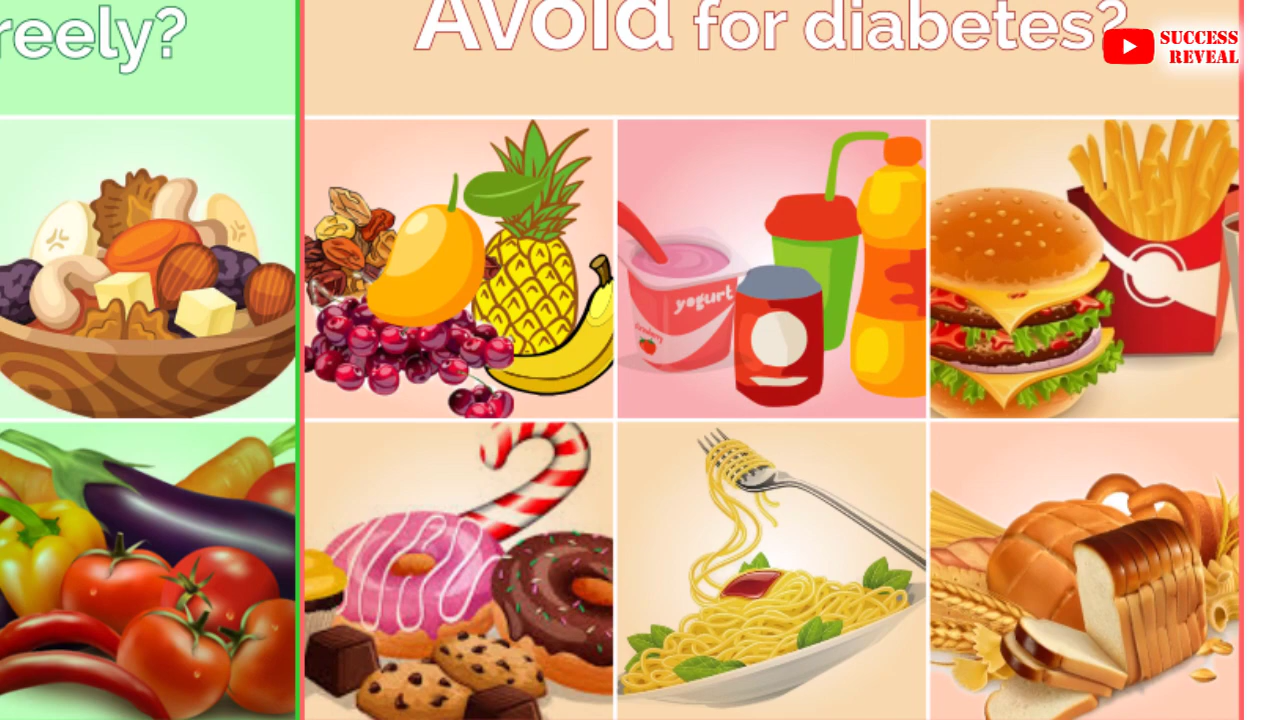 reely?
Avoid for diabetes?
SUCCESS
REVEAL
yogurt